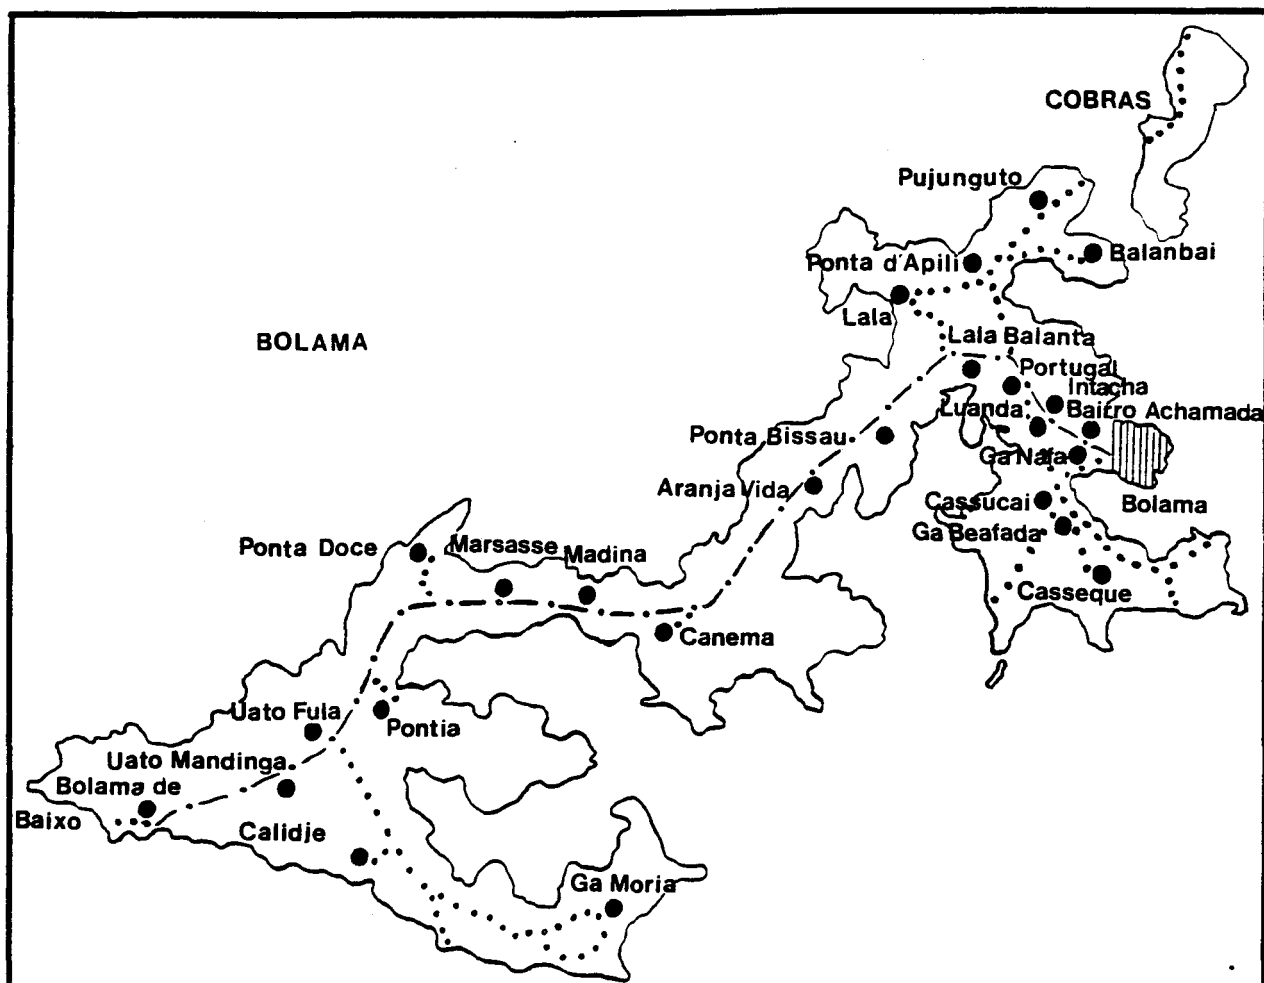 COBRAS
Pujunguto
Balanbai
Ponta d'Apili
Lala
BOLAMA
Lala Balanta
Portugal
Intacha
Luanda
Bairro Achamada
Ponta Bissau
Ga Nafa
Aranja Vida
Cassucai
Bolama
Ga Beafada
Ponta Doce
Marsasse
Madina
Casseque
Canema
Uato Fula
Pontia
Uato Mandinga
Bolama de
Baixo
Calidje
Ga Moria